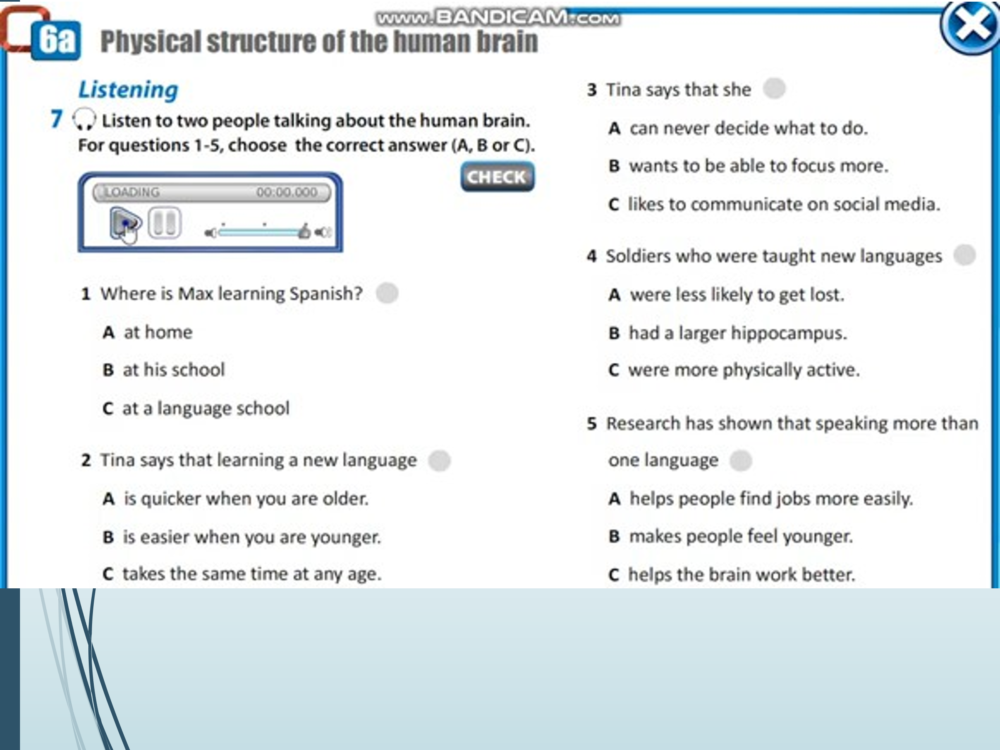 www.BANDICAM.com
6a Physical structure of the human brain
Listening
7 Listen to two people talking about the human brain.
For questions 1-5, choose the correct answer (A, B or C).
CHECK
LOADING 00:00.000
1 Where is Max learning Spanish?
A at home
B at his school
C at a language school
2 Tina says that learning a new language
A is quicker when you are older.
B is easier when you are younger.
C takes the same time at any age.
3 Tina says that she
A can never decide what to do.
B wants to be able to focus more.
C likes to communicate on social media.
4 Soldiers who were taught new languages
A were less likely to get lost.
B had a larger hippocampus.
C were more physically active.
5 Research has shown that speaking more than
one language
A helps people find jobs more easily.
B makes people feel younger.
C helps the brain work better.